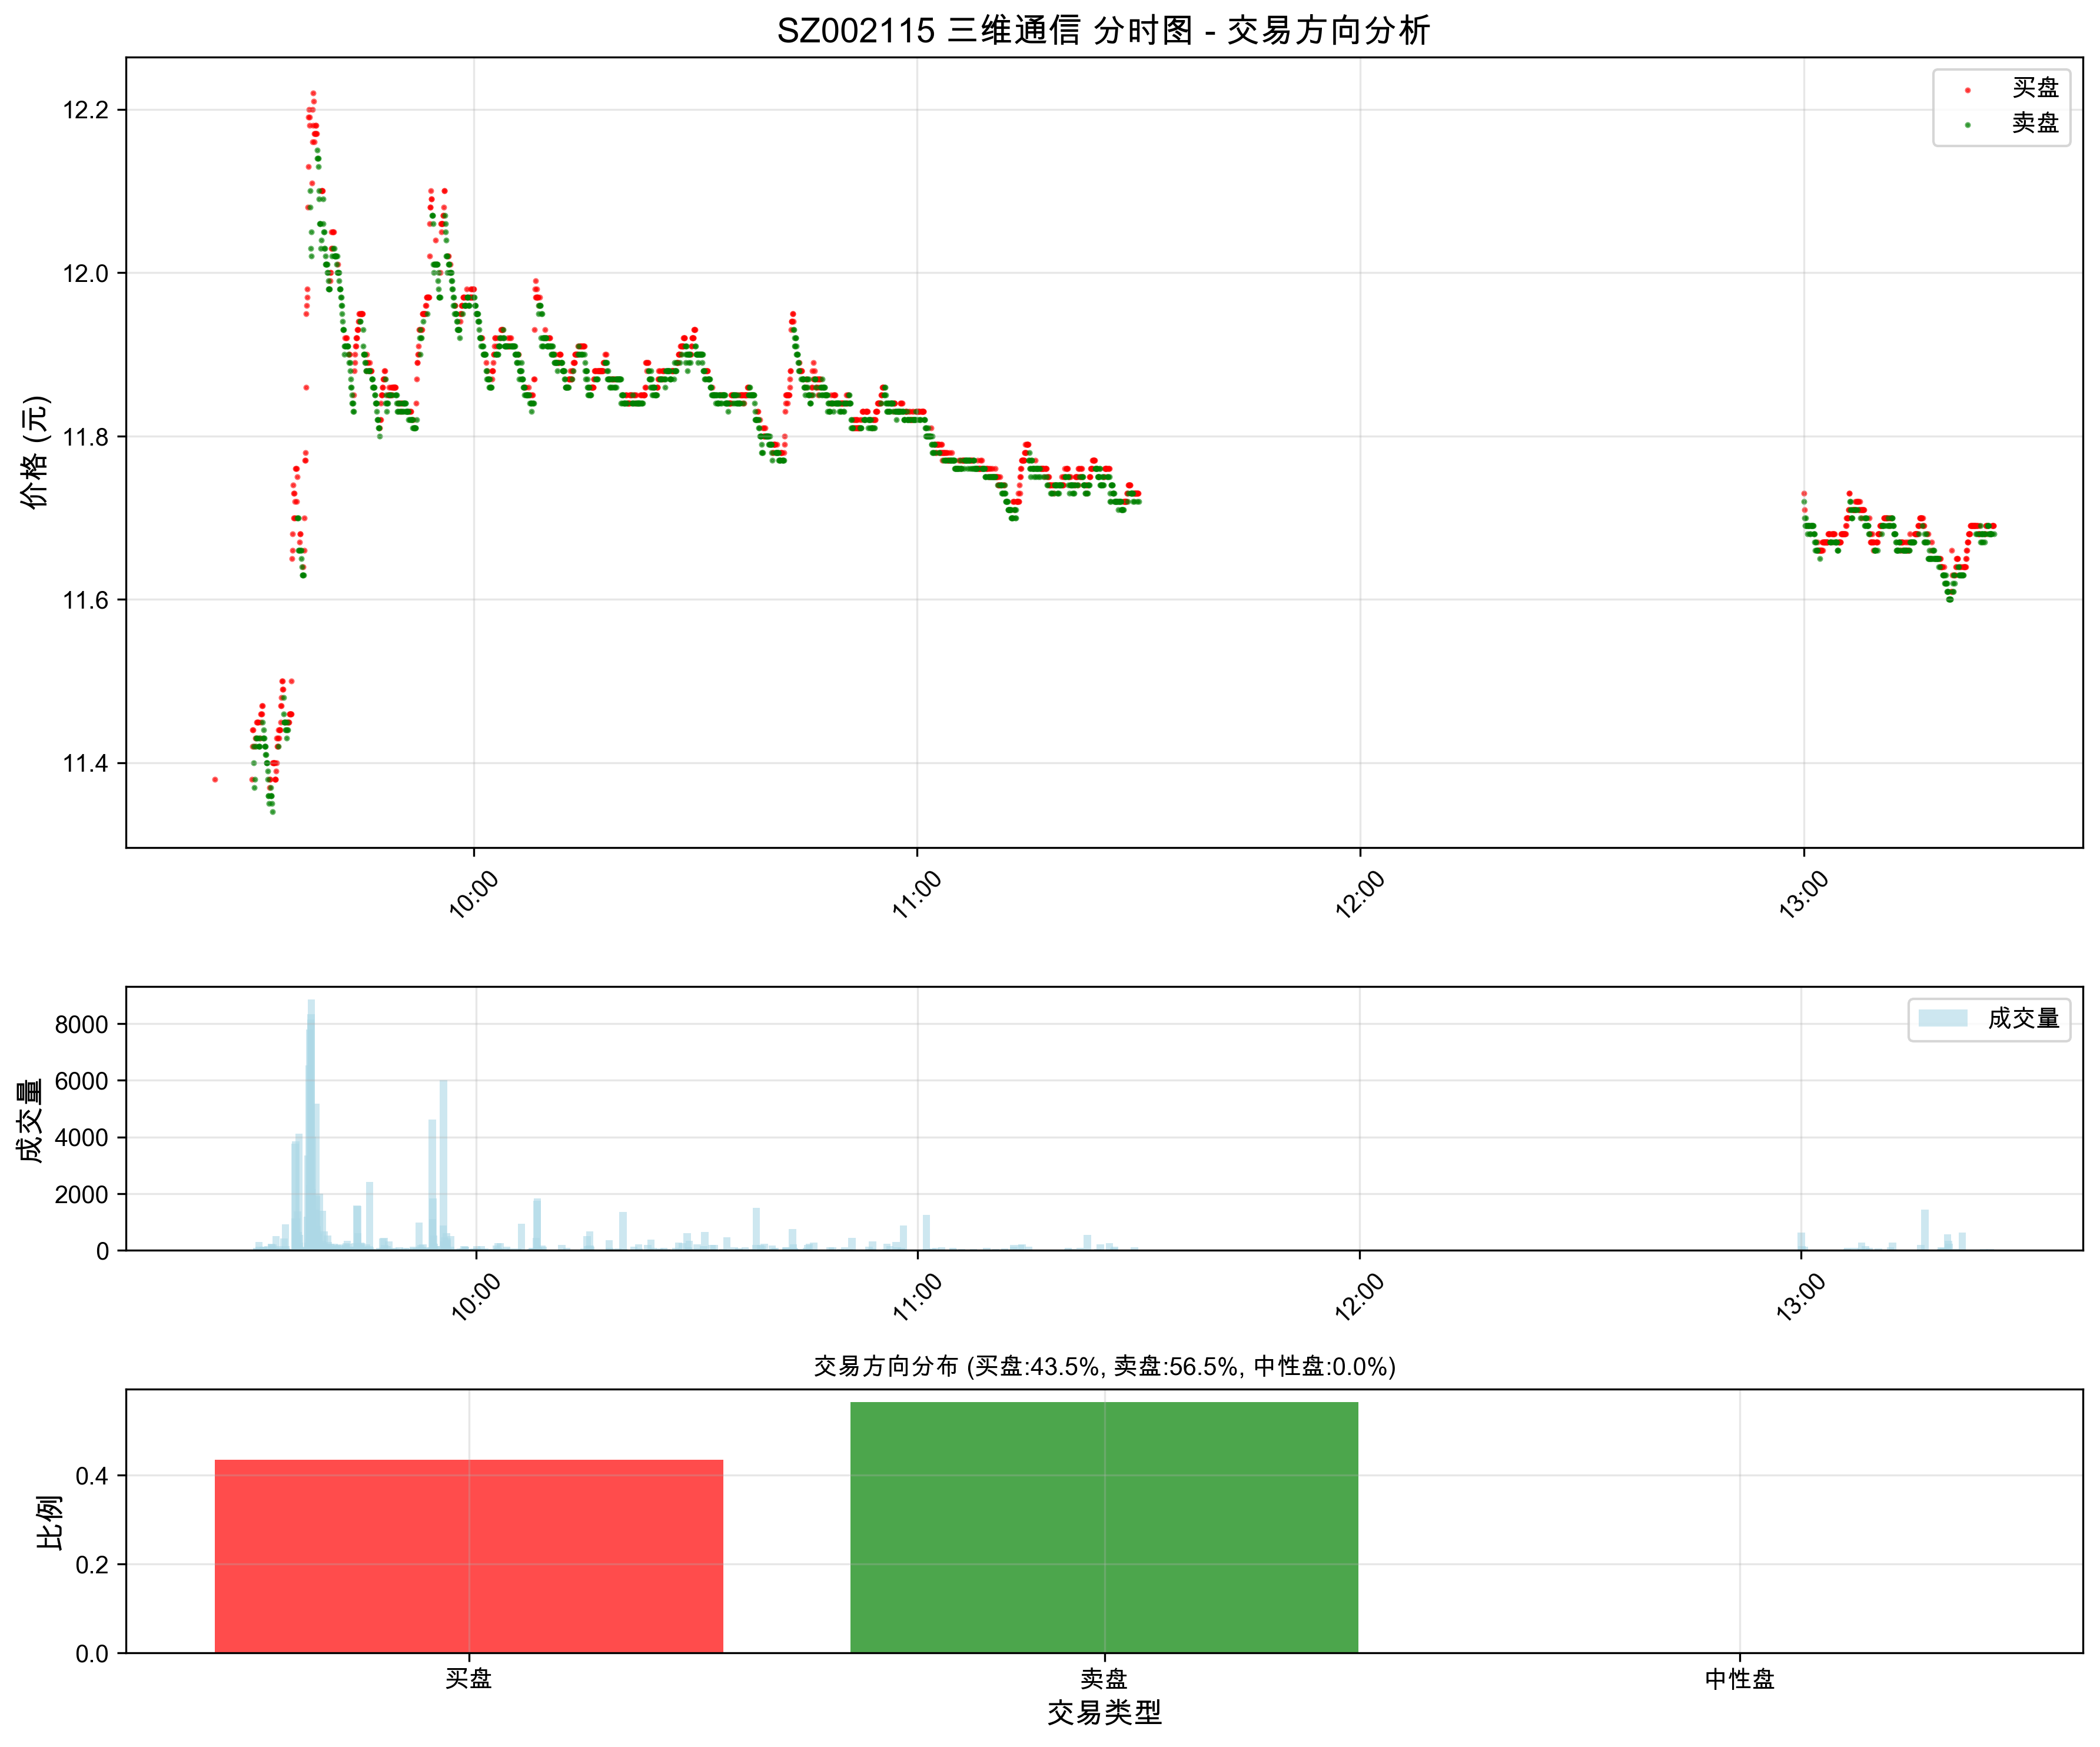 SZ002115 三维通信 分时图 - 交易方向分析
买盘
卖盘
价格 (元)
12.2
12.0
11.8
11.6
11.4
10:00
11:00
12:00
13:00
成交量
成交量
8000
6000
4000
2000
0
10:00
11:00
12:00
13:00
交易方向分布 (买盘:43.5%, 卖盘:56.5%, 中性盘:0.0%)
比例
0.4
0.2
0.0
买盘
卖盘
中性盘
交易类型